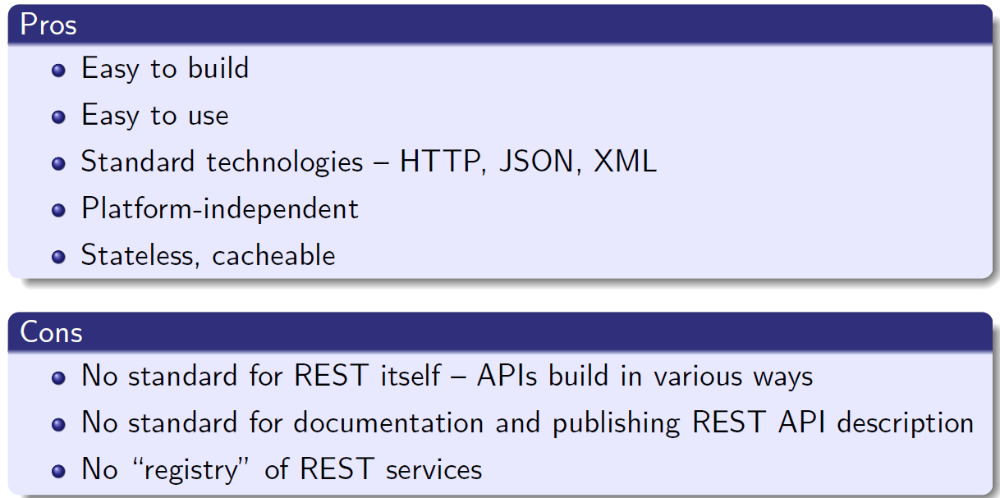 Pros
Easy to build
Easy to use
Standard technologies – HTTP, JSON, XML
Platform-independent
Stateless, cacheable
Cons
No standard for REST itself – APIs build in various ways
No standard for documentation and publishing REST API description
No “registry” of REST services